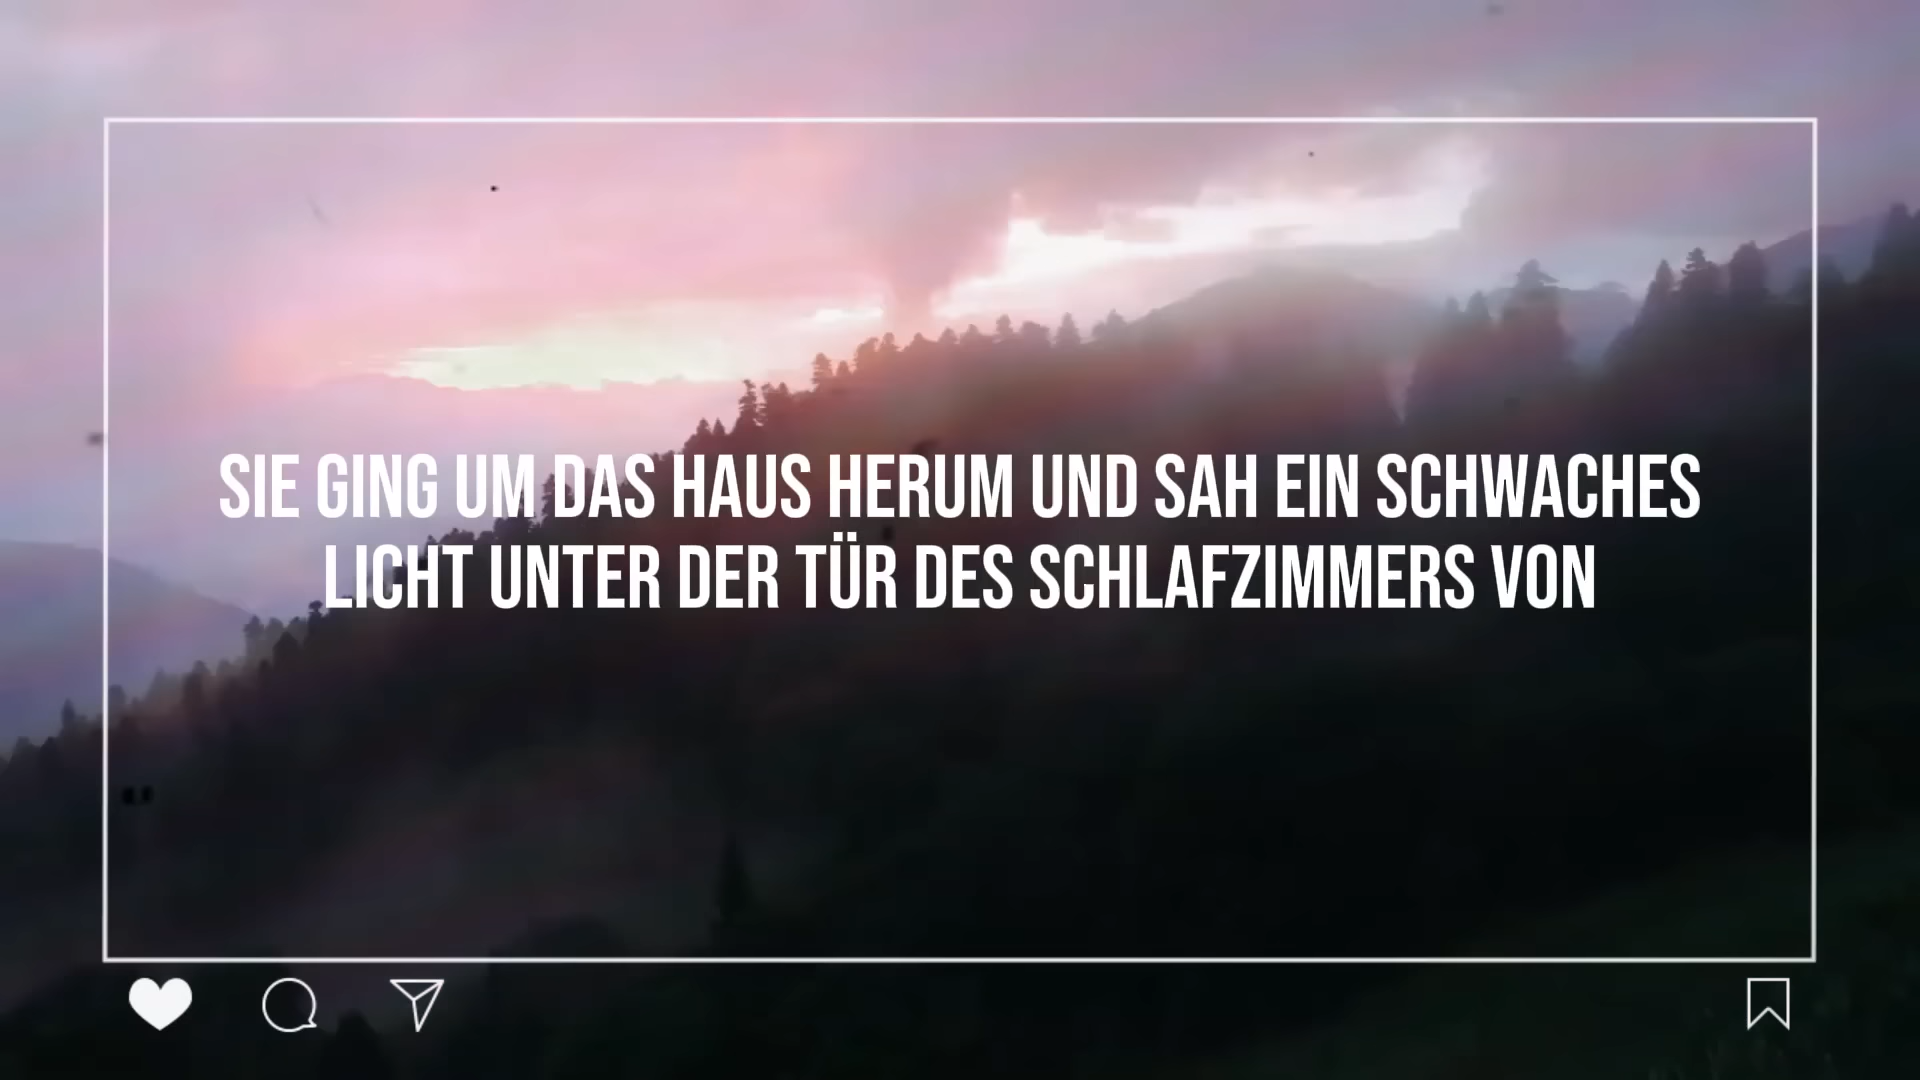 SIE GING UM DAS HAUS HERUM UND SAH EIN SCHWACHES
LICHT UNTER DER TÜR DES SCHLAFZIMMERS VON